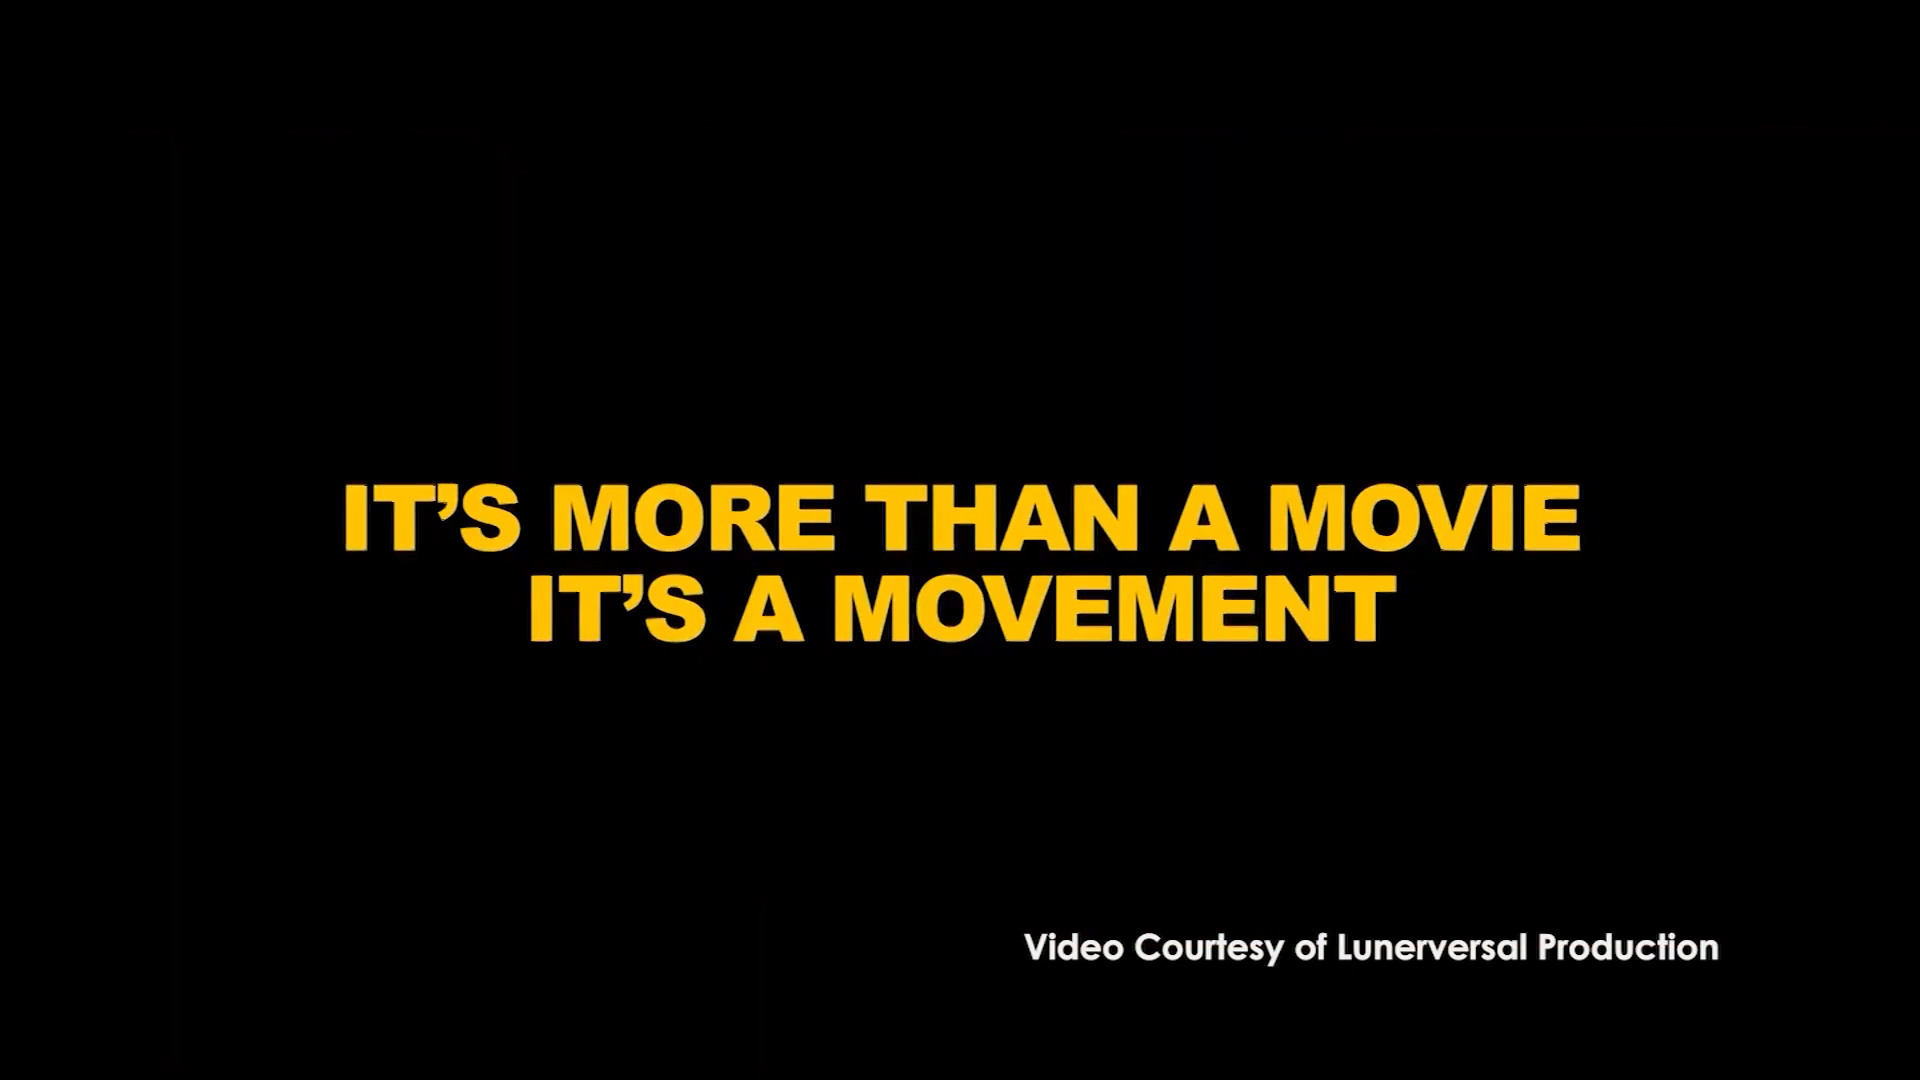 IT’S MORE THAN A MOVIE
IT’S A MOVEMENT
Video Courtesy of Lunerversal Production